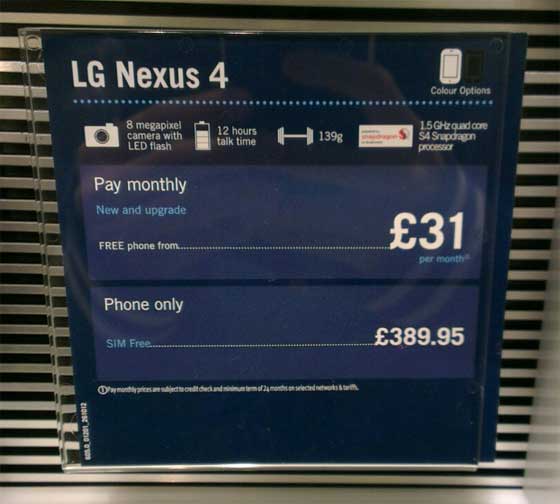 LG Nexus 4
Colour Options
8 megapixel
camera with
LED flash
12 hours
talk time
139g
snapdragon
1.5 GHz quad core
S4 Snapdragon
processor
Pay monthly
New and upgrade
FREE phone from
£31
per month①
Phone only
SIM Free
£389.95
①Pay monthly prices are subject to credit check and minimum term of 24 months on selected networks & tariffs.